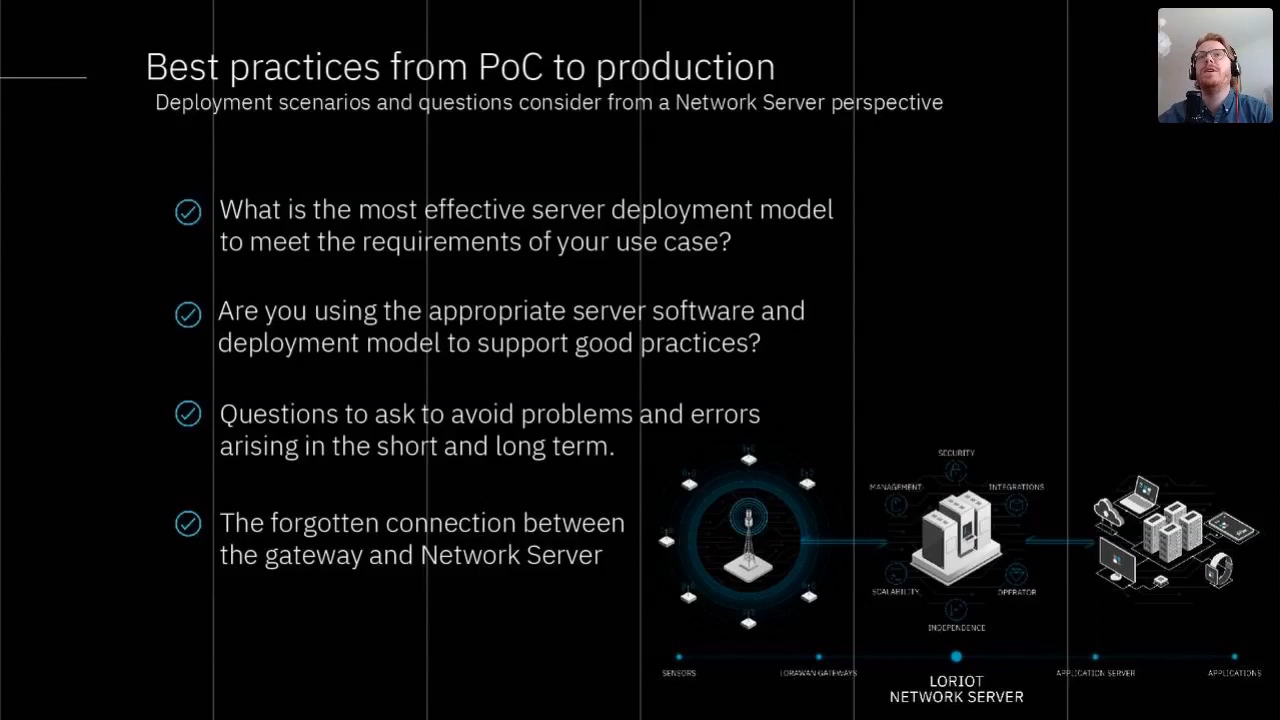 Best practices from PoC to production
Deployment scenarios and questions consider from a Network Server perspective
What is the most effective server deployment model
to meet the requirements of your use case?
Are you using the appropriate server software and
deployment model to support good practices?
Questions to ask to avoid problems and errors
arising in the short and long term.
The forgotten connection between
the gateway and Network Server
SECURITY
MANAGEMENT
INTEGRATIONS
SCALABILITY
OPERATOR
INDEPENDENCE
SENSORS
LORAWAN GATEWAYS
LORIOT
NETWORK SERVER
APPLICATION SERVER
APPLICATIONS